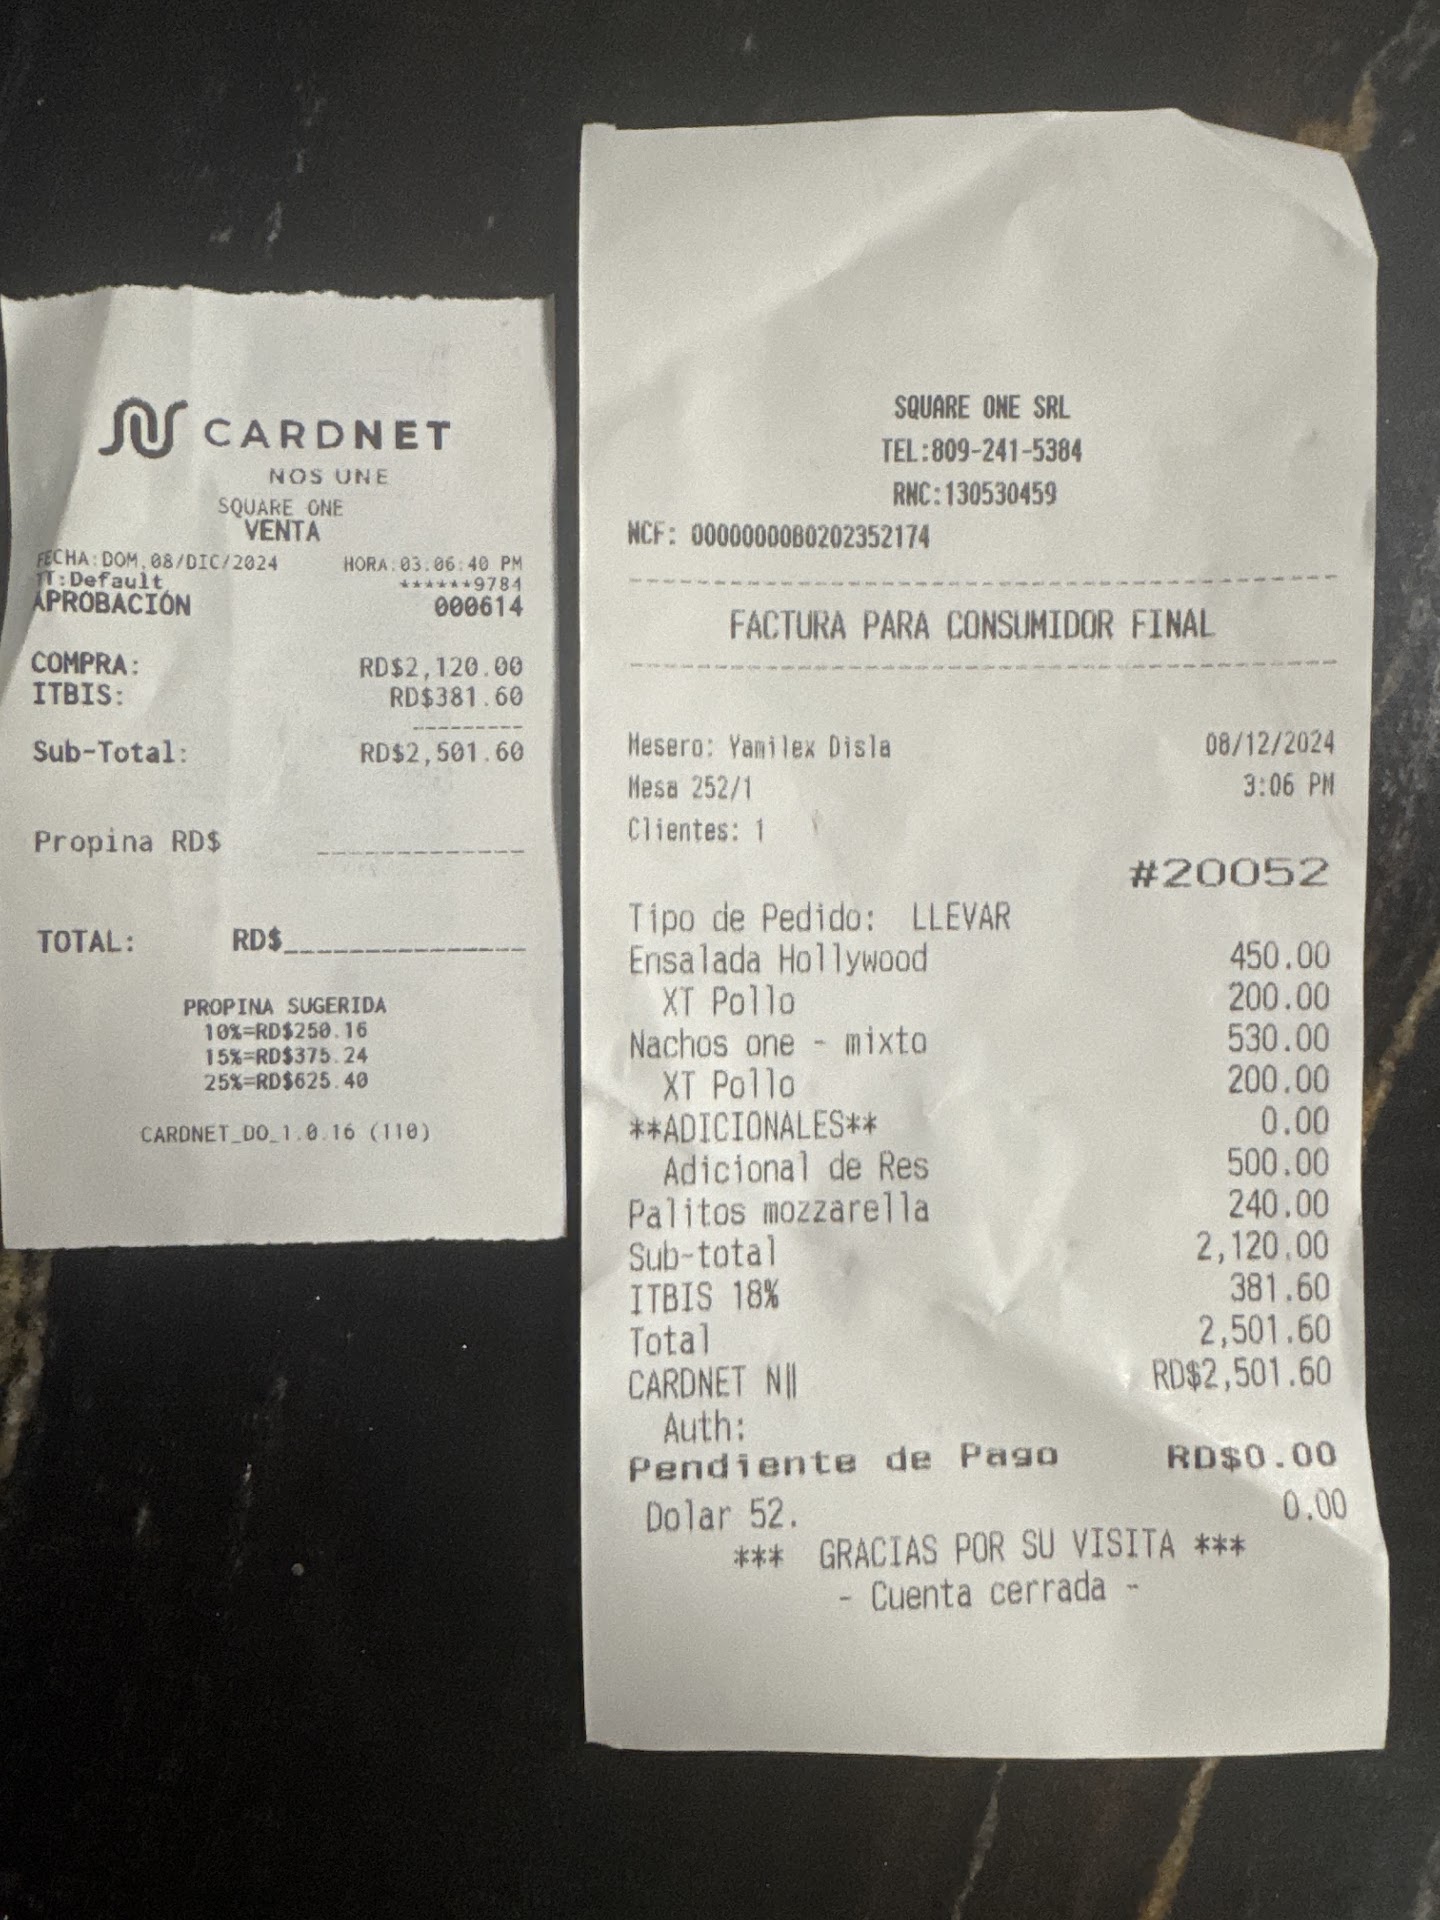 CARDNET
NOS UNE
SQUARE ONE
VENTA
FECHA:DOM,08/DIC/2024 HORA:03:06:40 PM
TT:Default ******9784
APROBACIÓN 000614
COMPRA: RD$2,120.00
ITBIS: RD$381.60
----------
Sub-Total: RD$2,501.60
Propina RD$ _____________
TOTAL: RD$_______________
PROPINA SUGERIDA
10%=RD$250.16
15%=RD$375.24
25%=RD$625.40
CARDNET_DO_1.0.16 (110)
SQUARE ONE SRL
TEL:809-241-5384
RNC:130530459
NCF: 00000000B0202352174
FACTURA PARA CONSUMIDOR FINAL
Mesero: Yamilex Disla 08/12/2024
Mesa 252/1 3:06 PM
Clientes: 1
#20052
Tipo de Pedido: LLEVAR
Ensalada Hollywood 450.00
XT Pollo 200.00
Nachos one - mixto 530.00
XT Pollo 200.00
**ADICIONALES** 0.00
Adicional de Res 500.00
Palitos mozzarella 240.00
Sub-total 2,120.00
ITBIS 18% 381.60
Total 2,501.60
CARDNET N|| RD$2,501.60
Auth:
Pendiente de Pago RD$0.00
Dolar 52. 0.00
*** GRACIAS POR SU VISITA ***
- Cuenta cerrada -